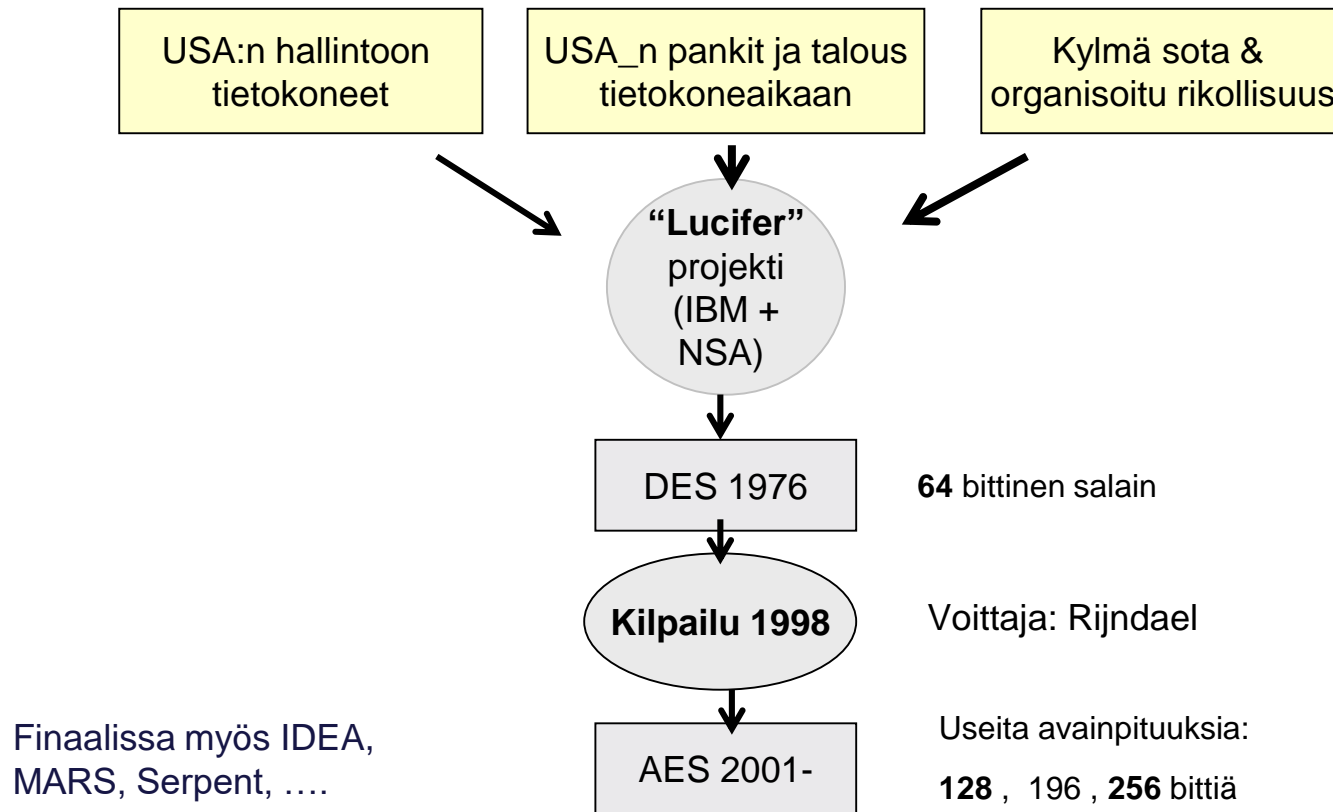 USA:n hallintoon
tietokoneet
USA_n pankit ja talous
tietokoneaikaan
Kylmä sota &
organisoitu rikollisuus
“Lucifer”
projekti
(IBM +
NSA)
DES 1976
64 bittinen salain
Kilpailu 1998
Voittaja: Rijndael
Finaalissa myös IDEA,
MARS, Serpent, ….
AES 2001-
Useita avainpituuksia:
128 , 196 , 256 bittiä